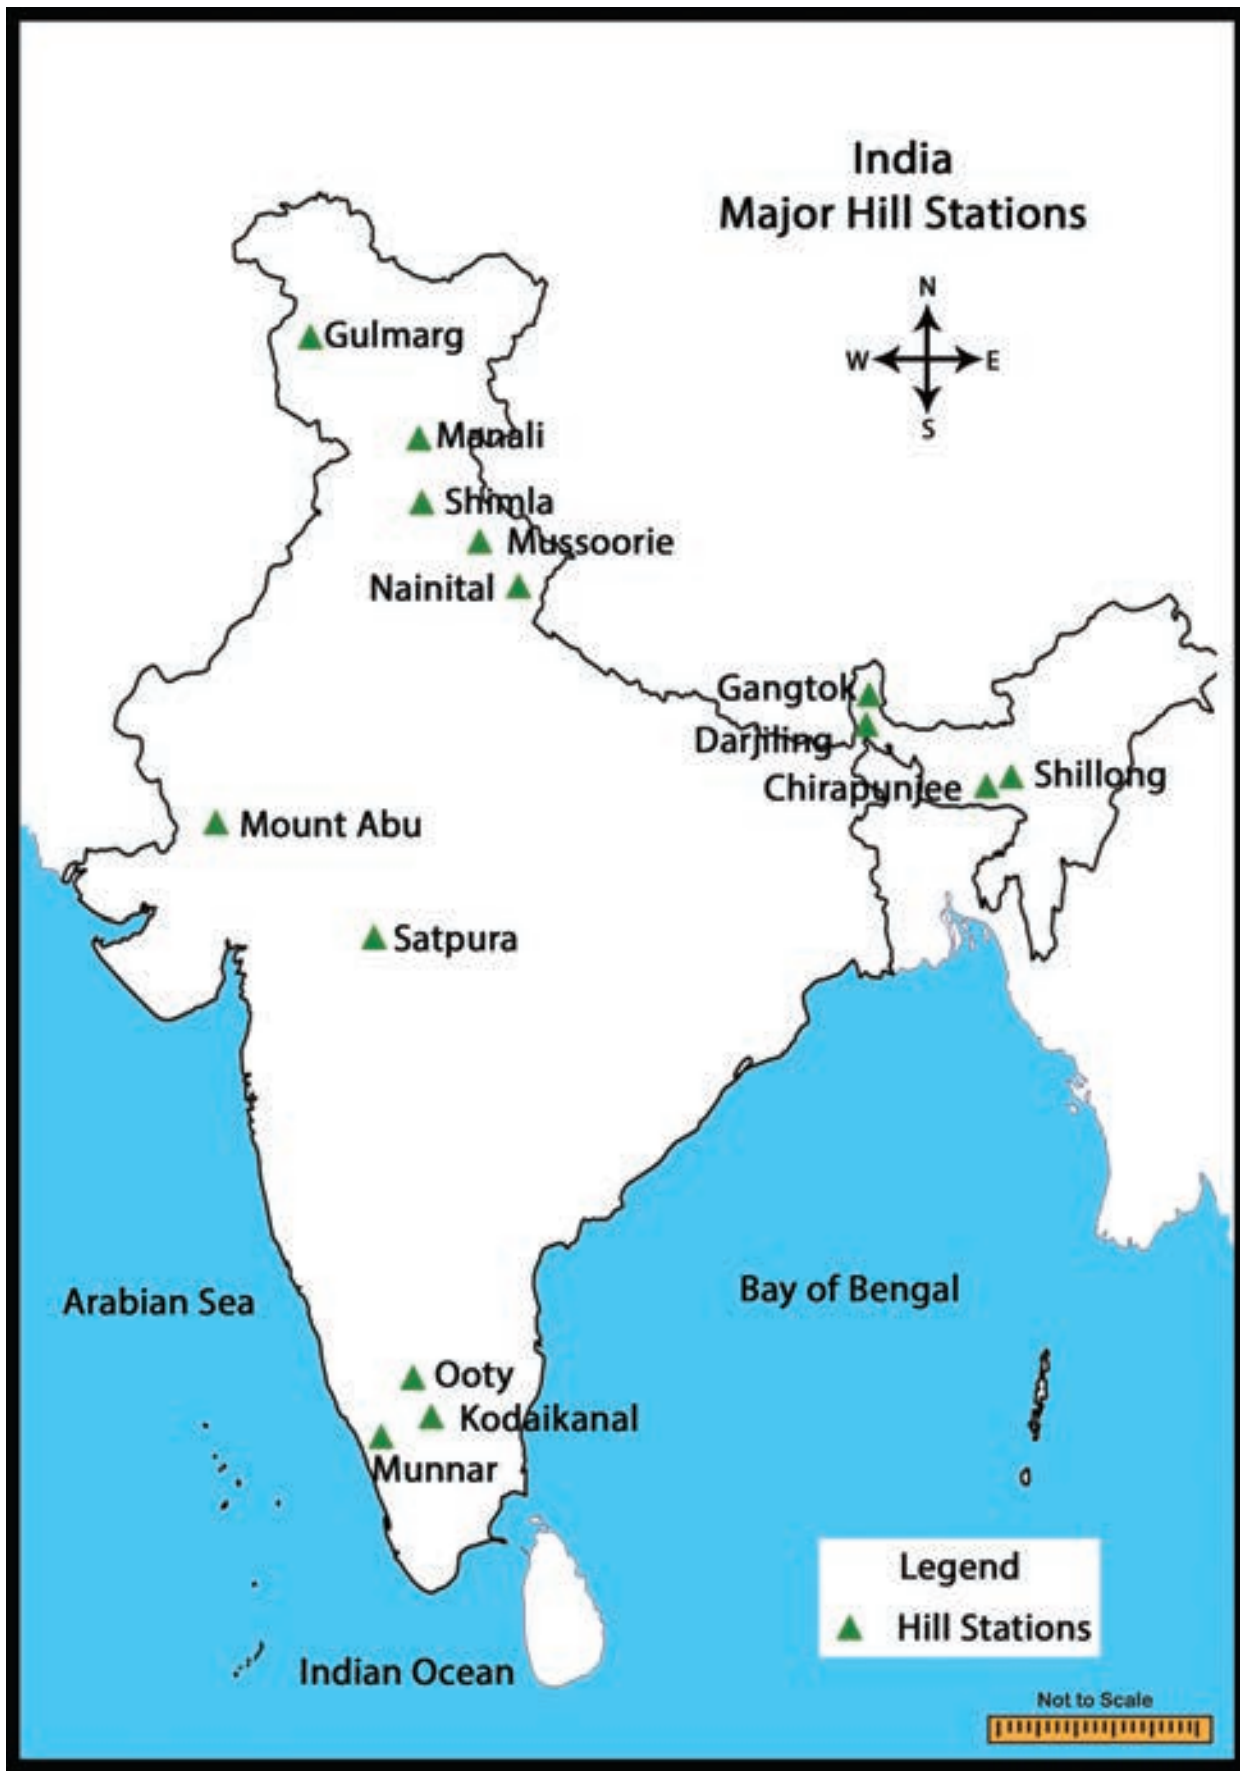 India
Major Hill Stations
N
W E
S
Gulmarg
Manali
Shimla
Mussoorie
Nainital
Gangtok
Darjiling
Shillong
Chirapunjee
Mount Abu
Satpura
Arabian Sea
Bay of Bengal
Ooty
Kodaikanal
Munnar
Legend
Hill Stations
Indian Ocean
Not to Scale